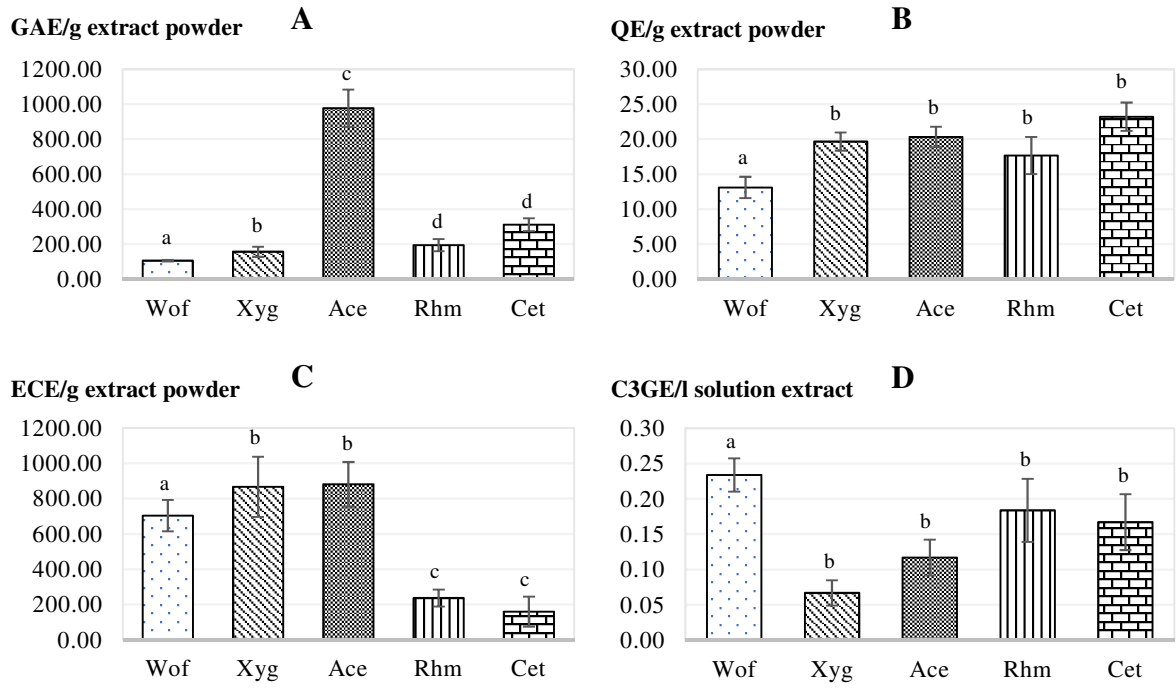 GAE/g extract powder A
1200.00
1000.00
800.00
600.00
400.00
200.00
0.00
a
b
c
d
d
Wof Xyg Ace Rhm Cet
QE/g extract powder B
30.00
25.00
20.00
15.00
10.00
5.00
0.00
a
b
b
b
b
Wof Xyg Ace Rhm Cet
ECE/g extract powder C
1200.00
1000.00
800.00
600.00
400.00
200.00
0.00
a
b
b
c
c
Wof Xyg Ace Rhm Cet
C3GE/l solution extract D
0.30
0.25
0.20
0.15
0.10
0.05
0.00
a
b
b
b
b
Wof Xyg Ace Rhm Cet